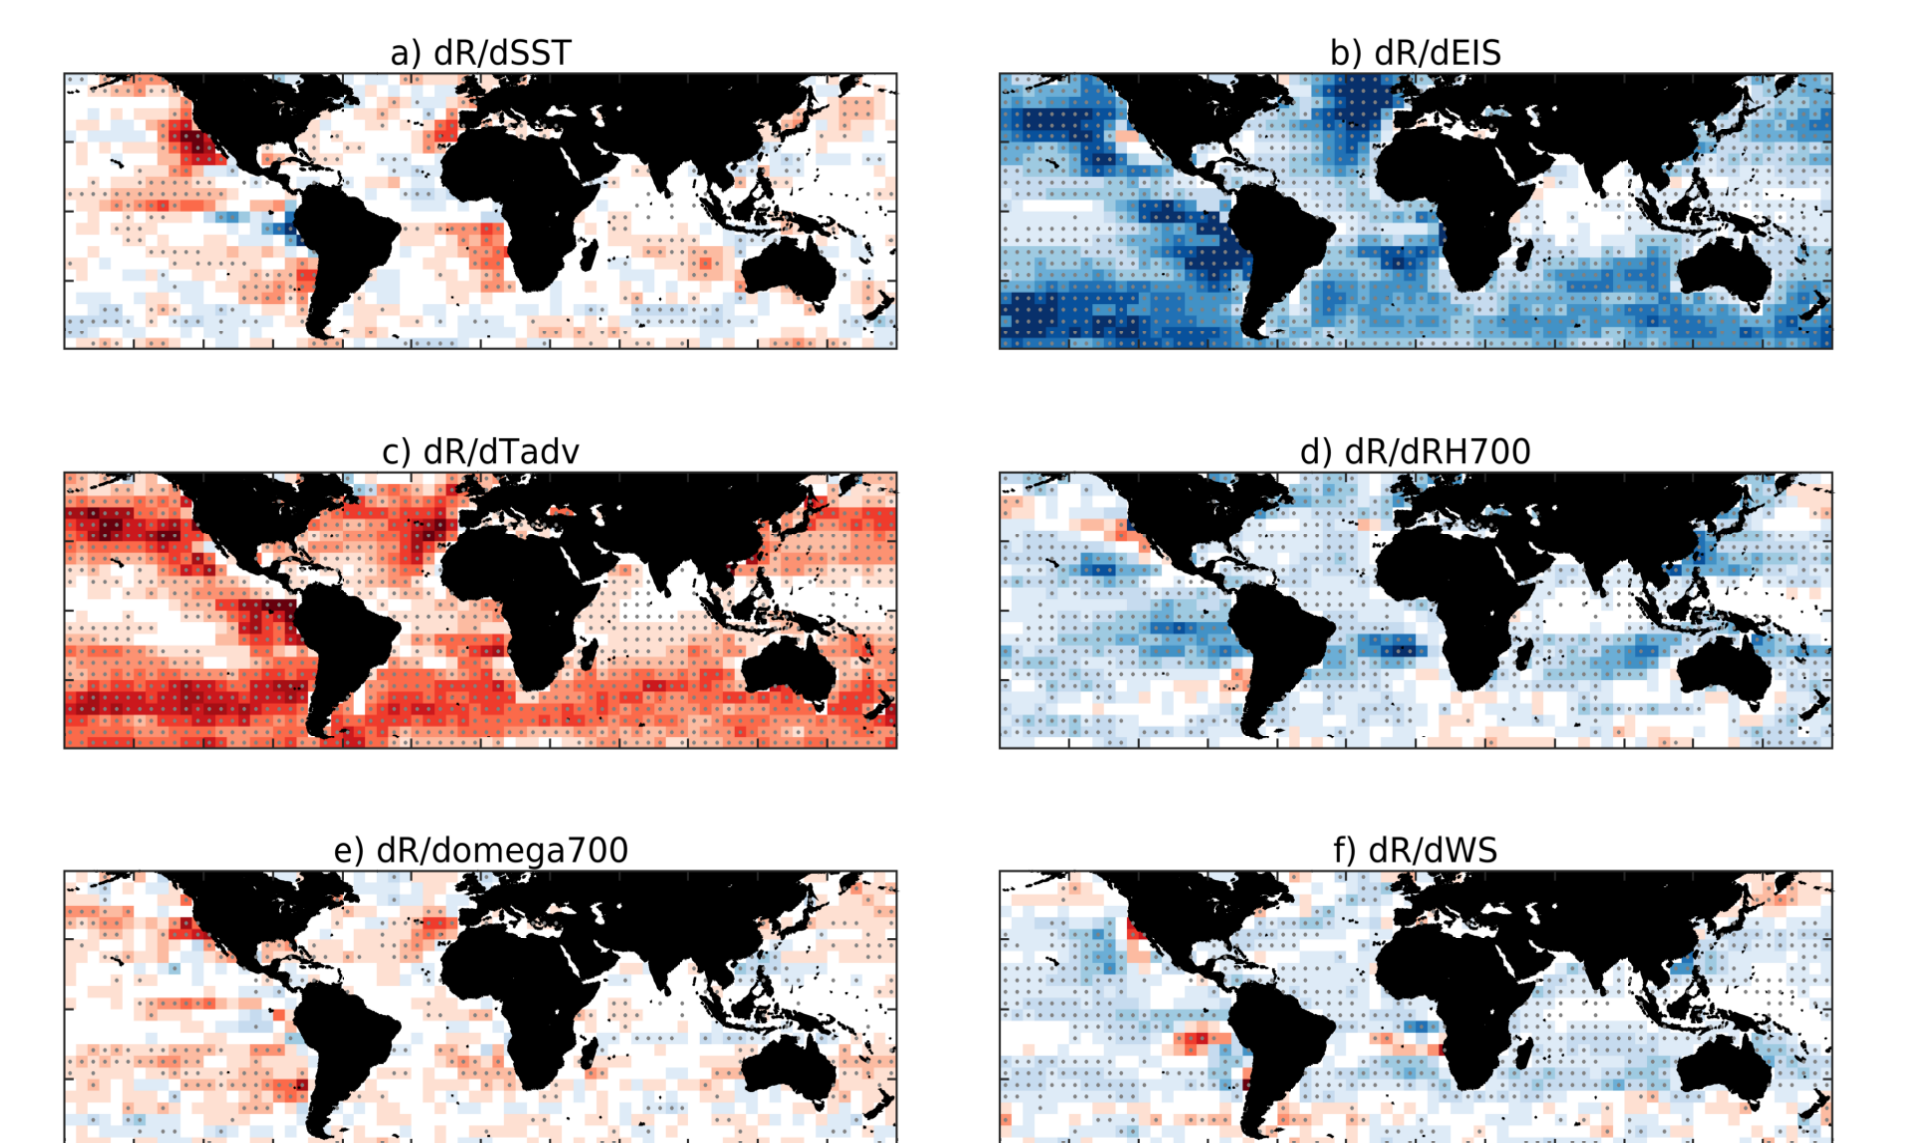 a) dR/dSST
b) dR/dEIS
c) dR/dTadv
d) dR/dRH700
e) dR/domega700
f) dR/dWS